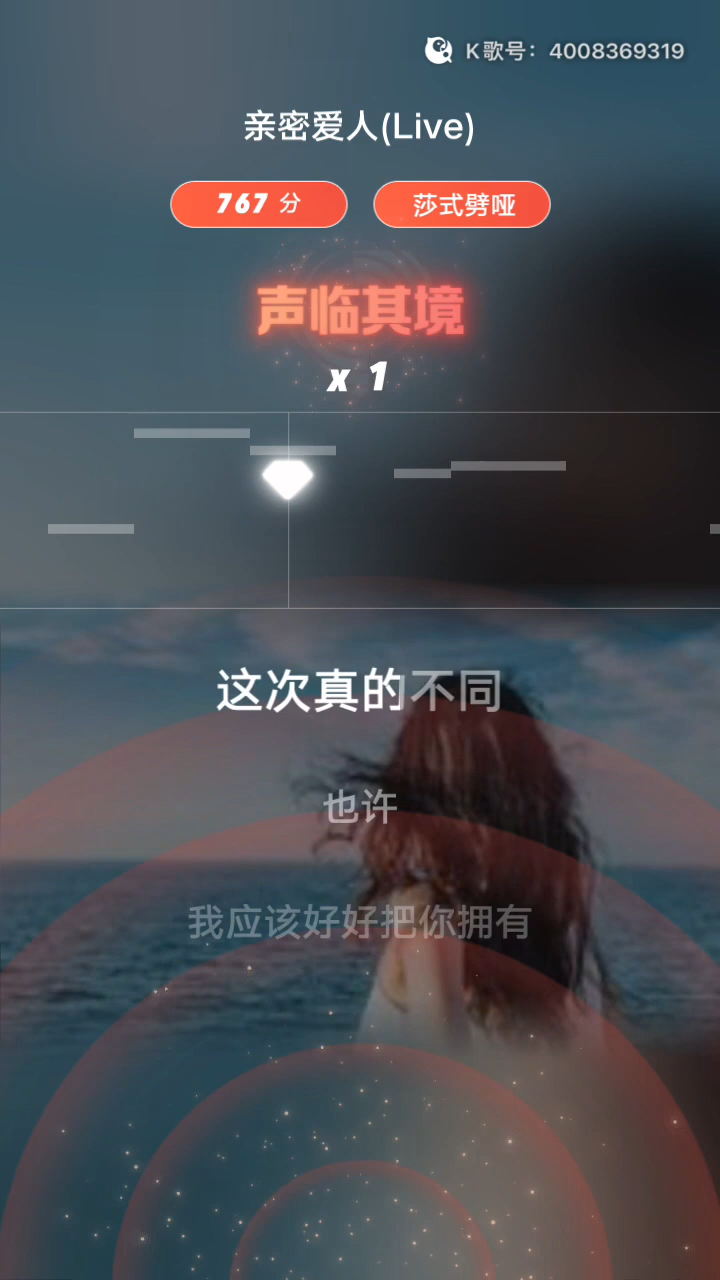 K歌号：4008369319
亲密爱人(Live)
767 分
莎式劈哑
声临其境
x 1
这次真的不同
也许
我应该好好把你拥有